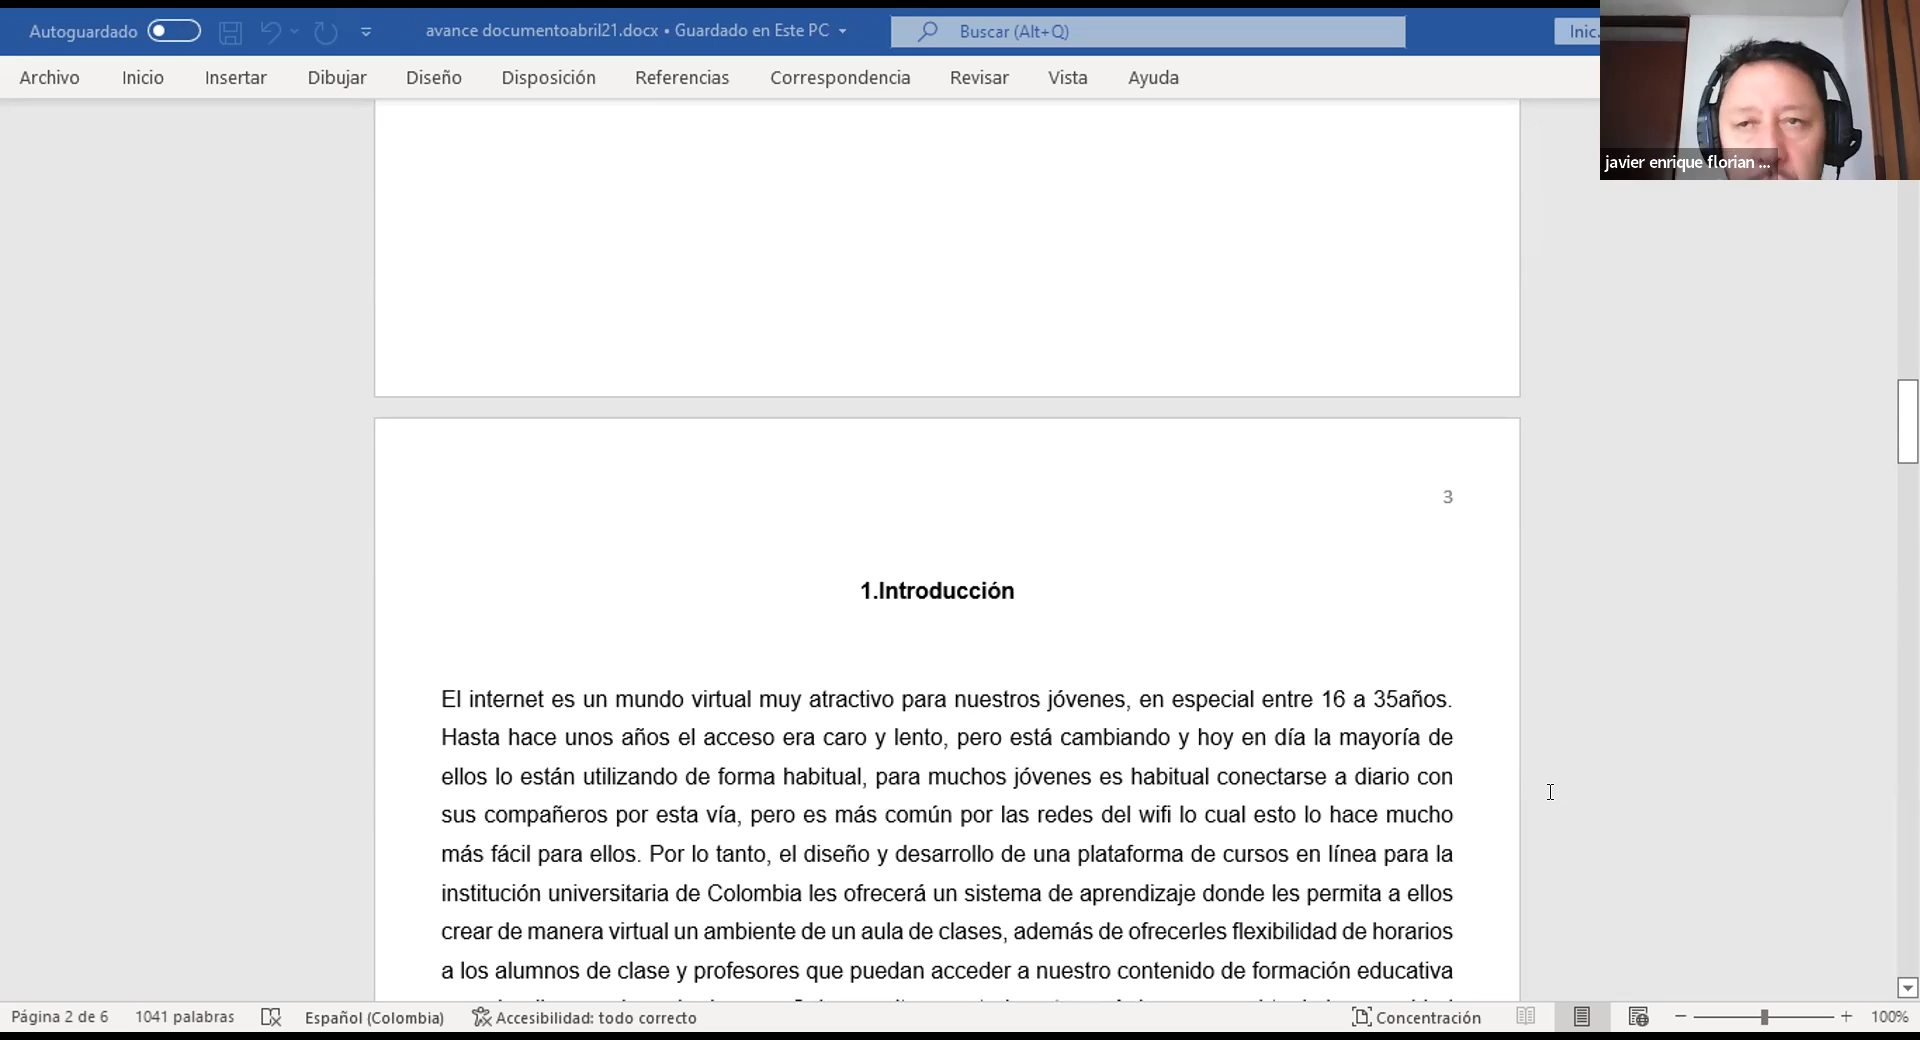 Autoguardado
avance documentoabril21.docx • Guardado en Este PC
Buscar (Alt+Q)
Inic.
Archivo Inicio Insertar Dibujar Diseño Disposición Referencias Correspondencia Revisar Vista Ayuda
javier enrique florian ...
3
1.Introducción
El internet es un mundo virtual muy atractivo para nuestros jóvenes, en especial entre 16 a 35años.
Hasta hace unos años el acceso era caro y lento, pero está cambiando y hoy en día la mayoría de
ellos lo están utilizando de forma habitual, para muchos jóvenes es habitual conectarse a diario con
sus compañeros por esta vía, pero es más común por las redes del wifi lo cual esto lo hace mucho
más fácil para ellos. Por lo tanto, el diseño y desarrollo de una plataforma de cursos en línea para la
institución universitaria de Colombia les ofrecerá un sistema de aprendizaje donde les permita a ellos
crear de manera virtual un ambiente de un aula de clases, además de ofrecerles flexibilidad de horarios
a los alumnos de clase y profesores que puedan acceder a nuestro contenido de formación educativa
Página 2 de 6 1041 palabras Español (Colombia) Accesibilidad: todo correcto Concentración 100%